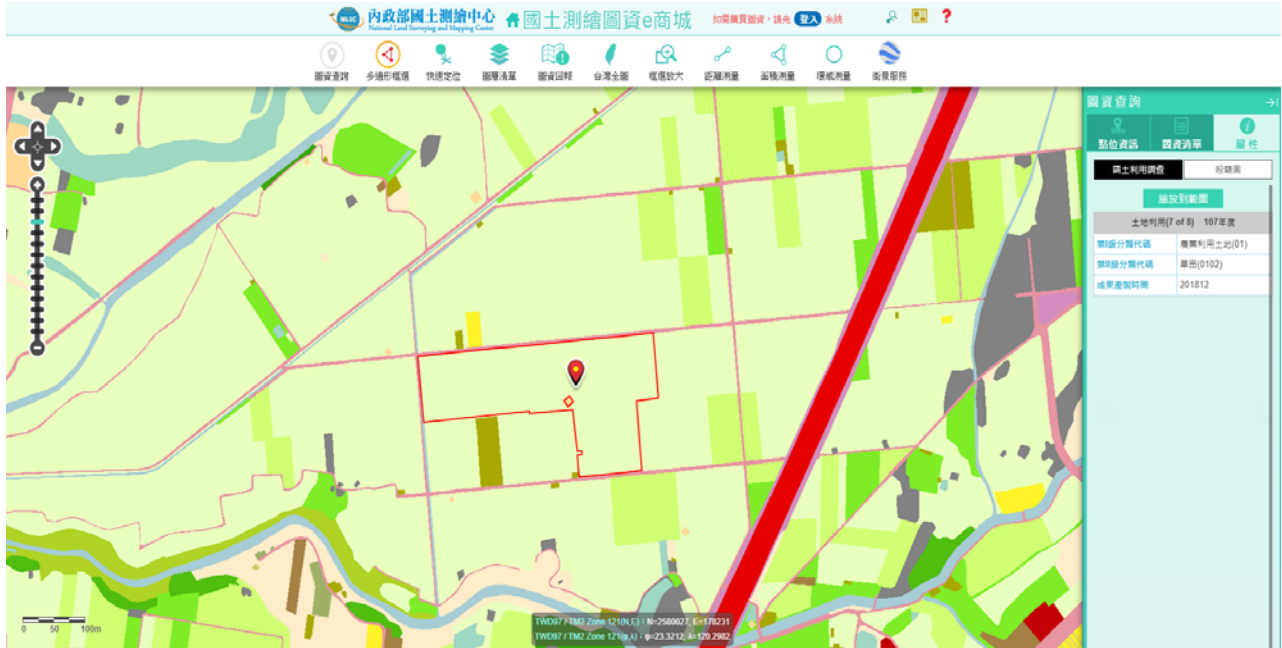 NLSC 內政部國土測繪中心
National Land Surveying and Mapping Center
國土測繪圖資e商城
如需購買圖資,請先 登入 系統
?
圖資查詢 多邊形框選 快速定位 圖層清單 圖資回報 台灣全圖 框選放大 距離測量 面積測量 環域測量 街景服務
圖資查詢
點位資訊 圖資清單 屬性
國土利用調查 段籍圖
縮放到範圍
土地利用(7 of 8) 107年度
第I級分類代碼 農業利用土地(01)
第II級分類代碼 旱田(0102)
成果產製時間 201812
0 50 100m
TWD97 / TM2 Zone 121(N,E):N=2580027, E=178231
TWD97 / TM2 Zone 121(φ,λ):φ=23.3212, λ=120.2982